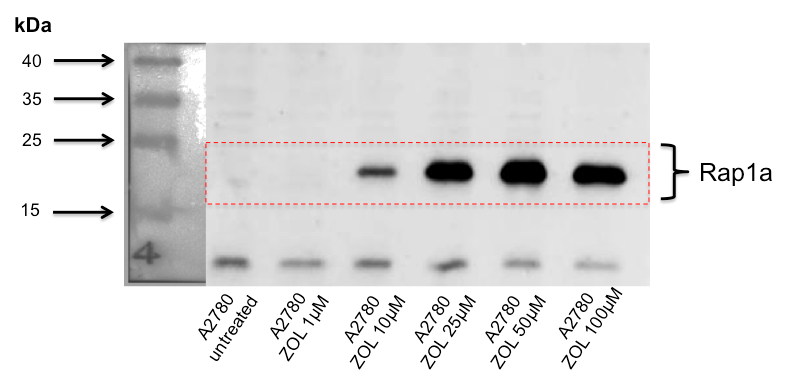 kDa
40
35
25
15
Rap1a
4
A2780
untreated
A2780
ZOL 1µM
A2780
ZOL 10µM
A2780
ZOL 25µM
A2780
ZOL 50µM
A2780
ZOL 100µM